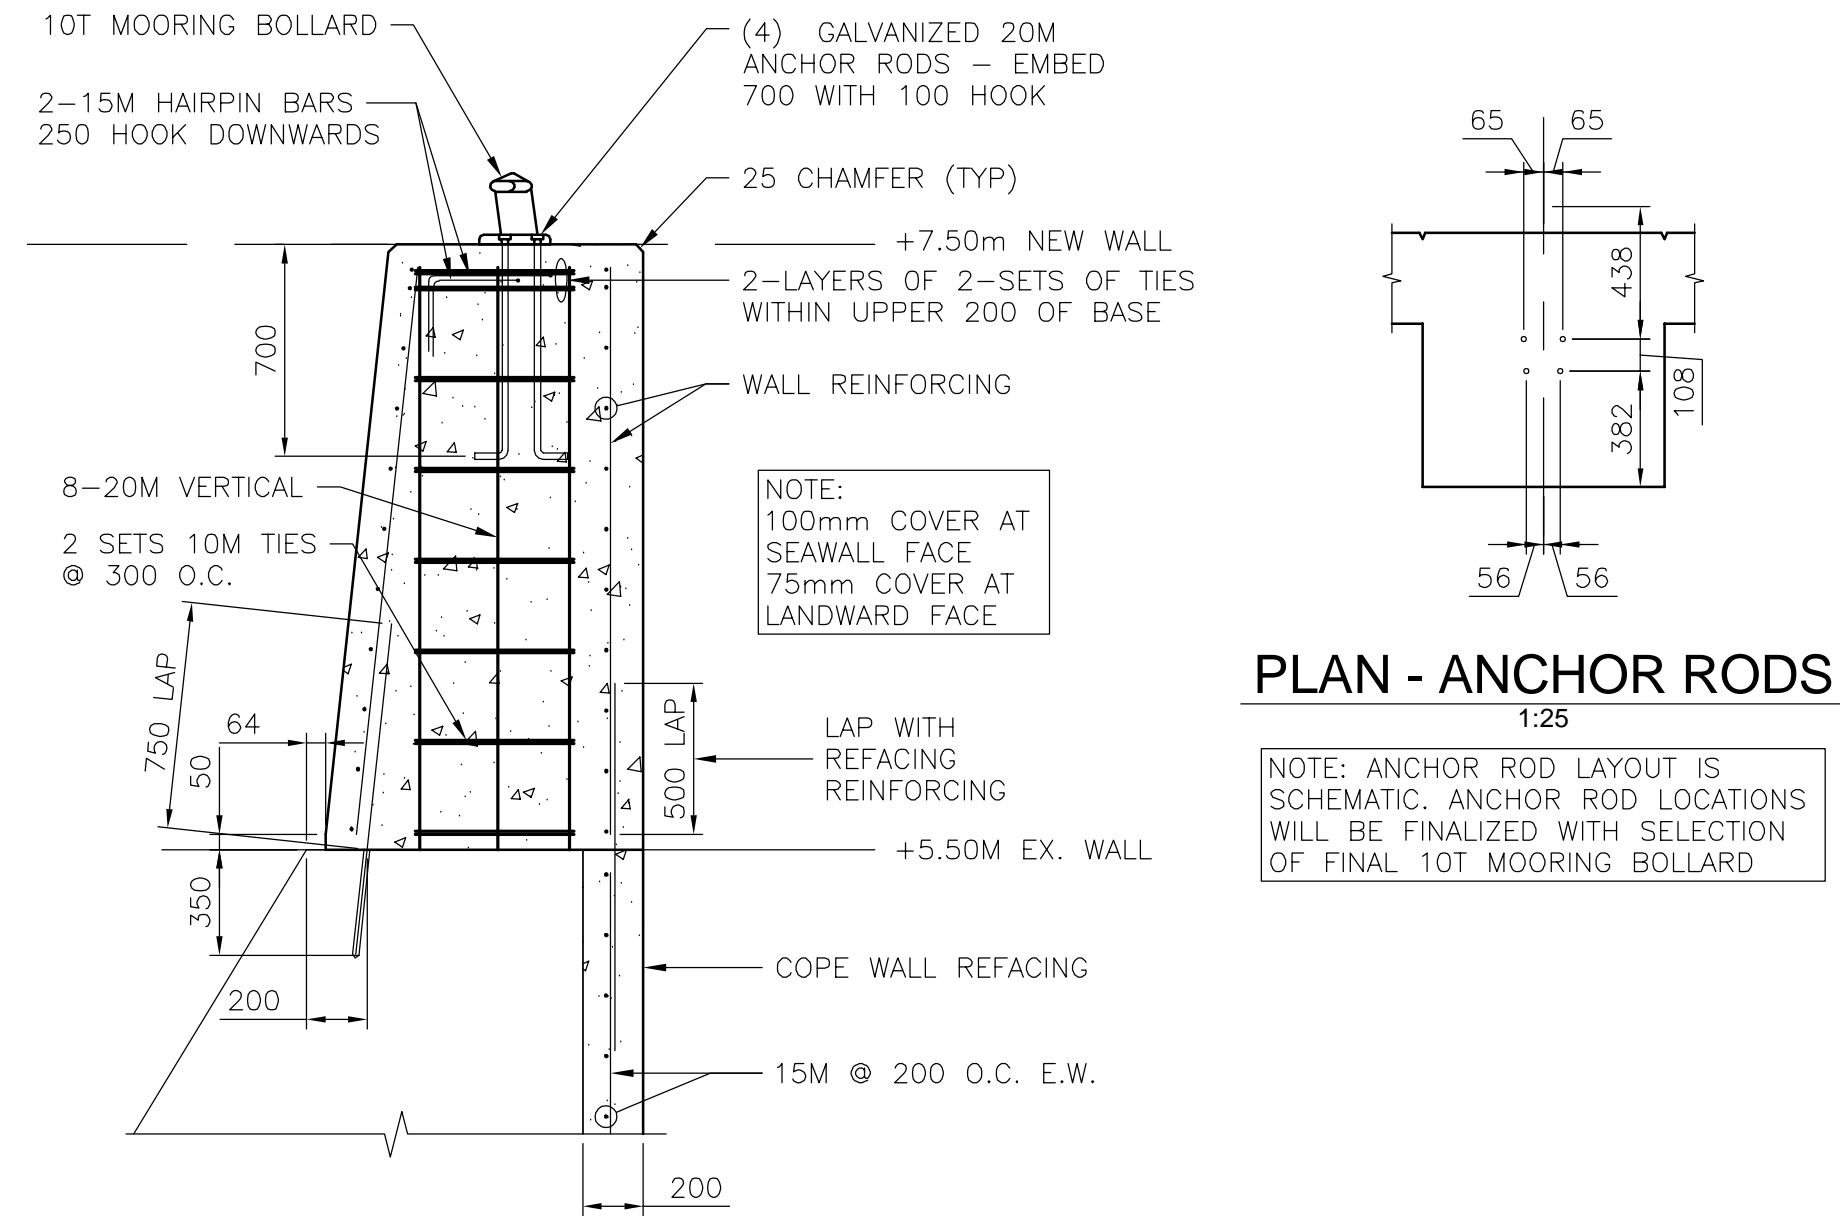 10T MOORING BOLLARD
2-15M HAIRPIN BARS
250 HOOK DOWNWARDS
(4) GALVANIZED 20M
ANCHOR RODS – EMBED
700 WITH 100 HOOK
25 CHAMFER (TYP)
+7.50m NEW WALL
2-LAYERS OF 2-SETS OF TIES
WITHIN UPPER 200 OF BASE
700
WALL REINFORCING
8-20M VERTICAL
2 SETS 10M TIES
@ 300 O.C.
NOTE:
100mm COVER AT
SEAWALL FACE
75mm COVER AT
LANDWARD FACE
750 LAP
64
50
500 LAP
LAP WITH
REFACING
REINFORCING
+5.50M EX. WALL
350
200
COPE WALL REFACING
15M @ 200 O.C. E.W.
200
65
65
438
108
382
56
56
PLAN - ANCHOR RODS
1:25
NOTE: ANCHOR ROD LAYOUT IS
SCHEMATIC. ANCHOR ROD LOCATIONS
WILL BE FINALIZED WITH SELECTION
OF FINAL 10T MOORING BOLLARD